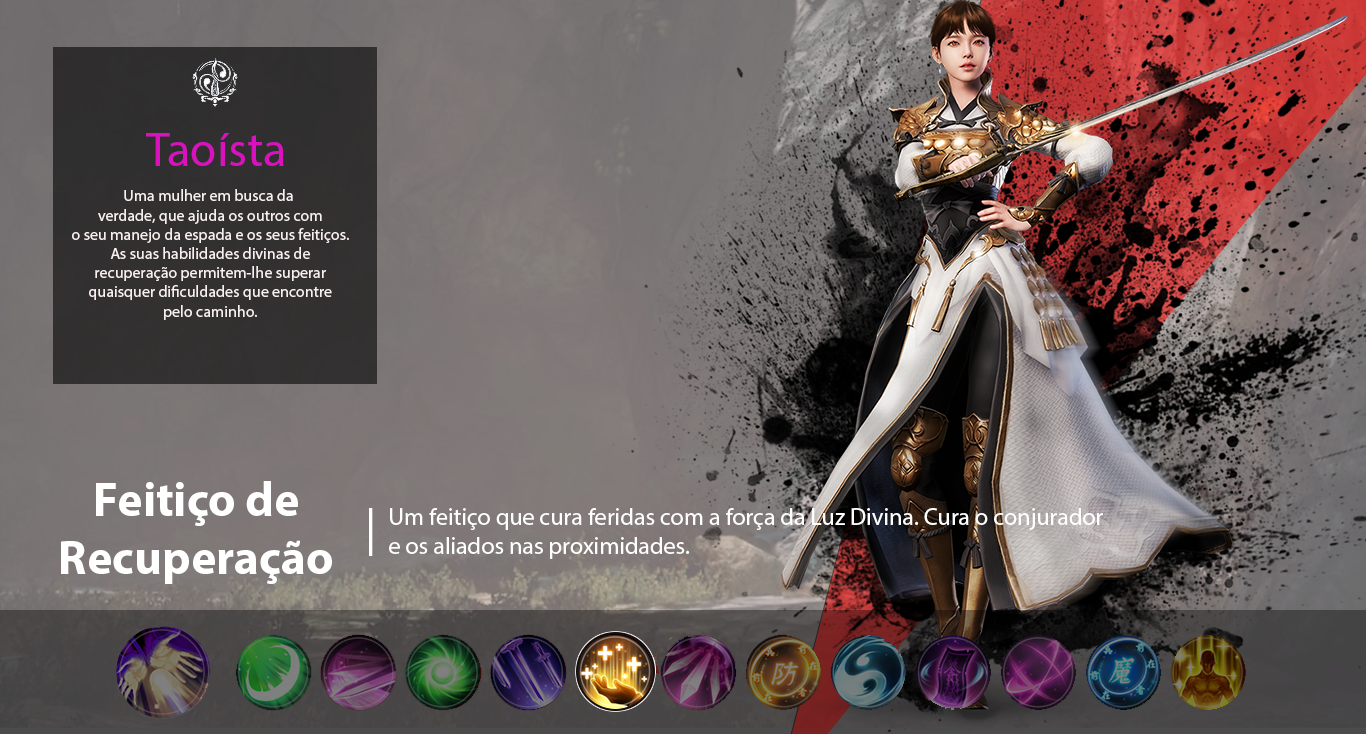 Taoísta
Uma mulher em busca da
verdade, que ajuda os outros com
o seu manejo da espada e os seus feitiços.
As suas habilidades divinas de
recuperação permitem-lhe superar
quaisquer dificuldades que encontre
pelo caminho.
Feitiço de
Recuperação
Um feitiço que cura feridas com a força da Luz Divina. Cura o conjurador
e os aliados nas proximidades.
防
魔